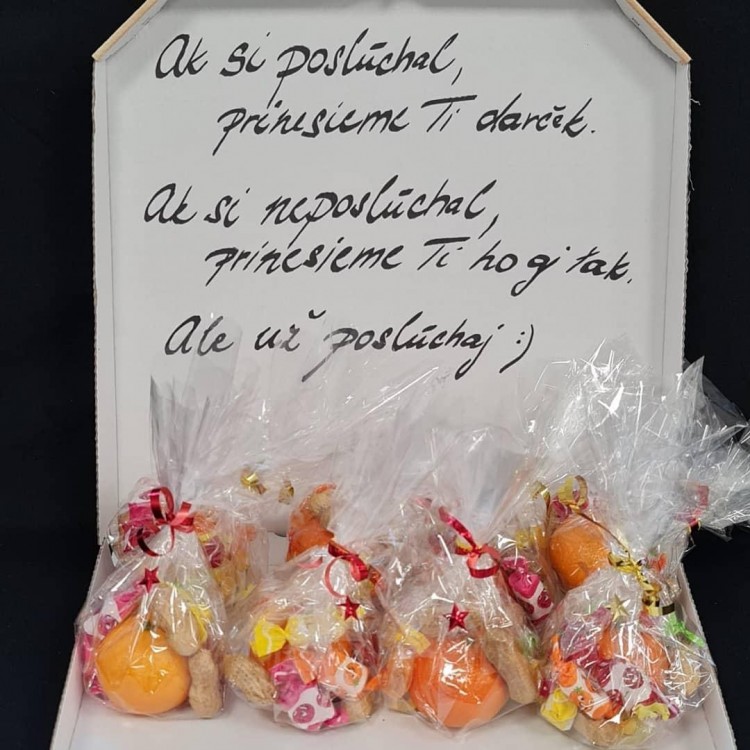 Ak si poslúchal,
prinesieme Ti darček.
Ak si neposlúchal,
prinesieme Ti ho aj tak.
Ale už poslúchaj :)